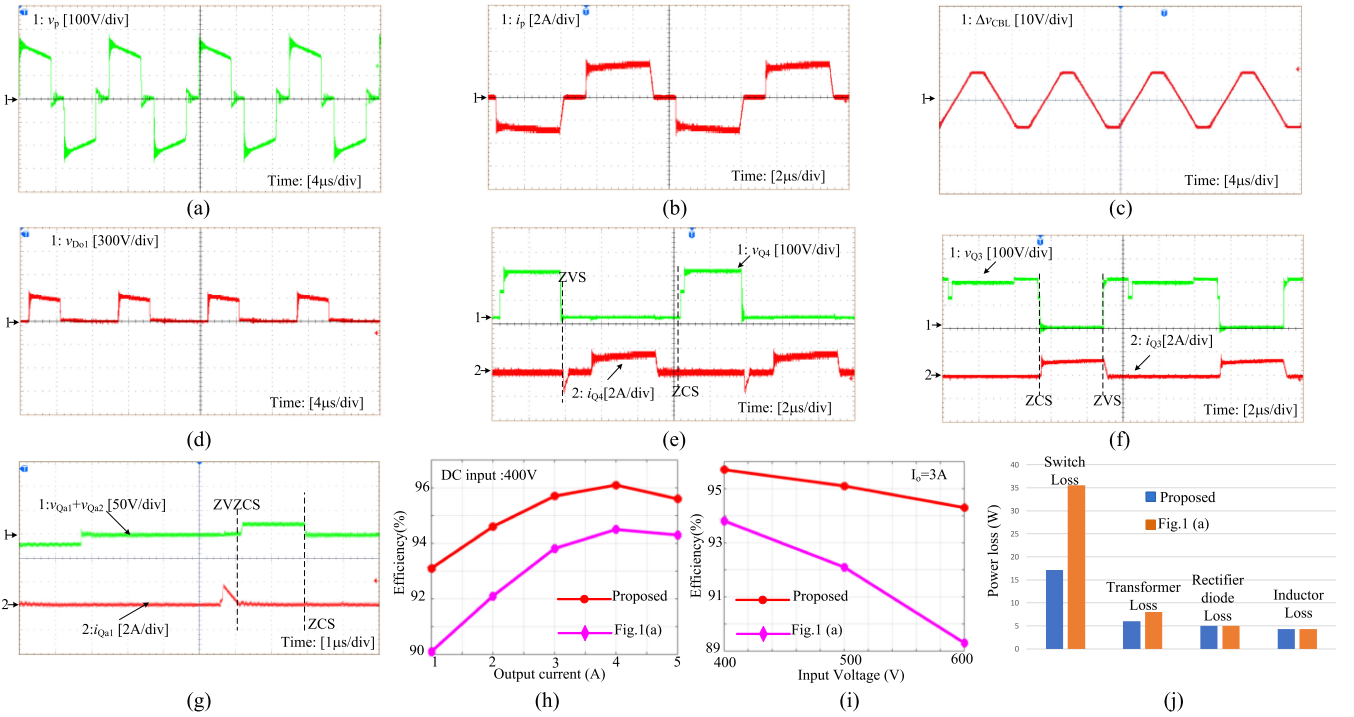 1: vp [100V/div]
1
Time: [4μs/div]
(a)
1: ip [2A/div]
1
Time: [2μs/div]
(b)
1: ΔvCBL [10V/div]
1
Time: [4μs/div]
(c)
1: vDo1 [300V/div]
1
Time: [4μs/div]
(d)
1: vQ4 [100V/div]
ZVS
1
2
2: iQ4[2A/div]
ZCS
Time: [2μs/div]
(e)
1: vQ3 [100V/div]
1
2: iQ3[2A/div]
2
ZCS
ZVS
Time: [2μs/div]
(f)
1:vQa1+vQa2 [50V/div]
ZVZCS
1
2
2:iQa1 [2A/div]
ZCS
Time: [1μs/div]
(g)
DC input :400V
96
94
92
90
Efficiency(%)
Proposed
Fig.1(a)
1 2 3 4 5
Output current (A)
(h)
Io=3A
95
93
91
89
Efficiency(%)
Proposed
Fig.1 (a)
400 500 600
Input Voltage (V)
(i)
Power loss (W)
40
35
30
25
20
15
10
5
0
Switch
Loss
Proposed
Fig.1 (a)
Transformer
Loss
Rectifier
diode
Loss
Inductor
Loss
(j)